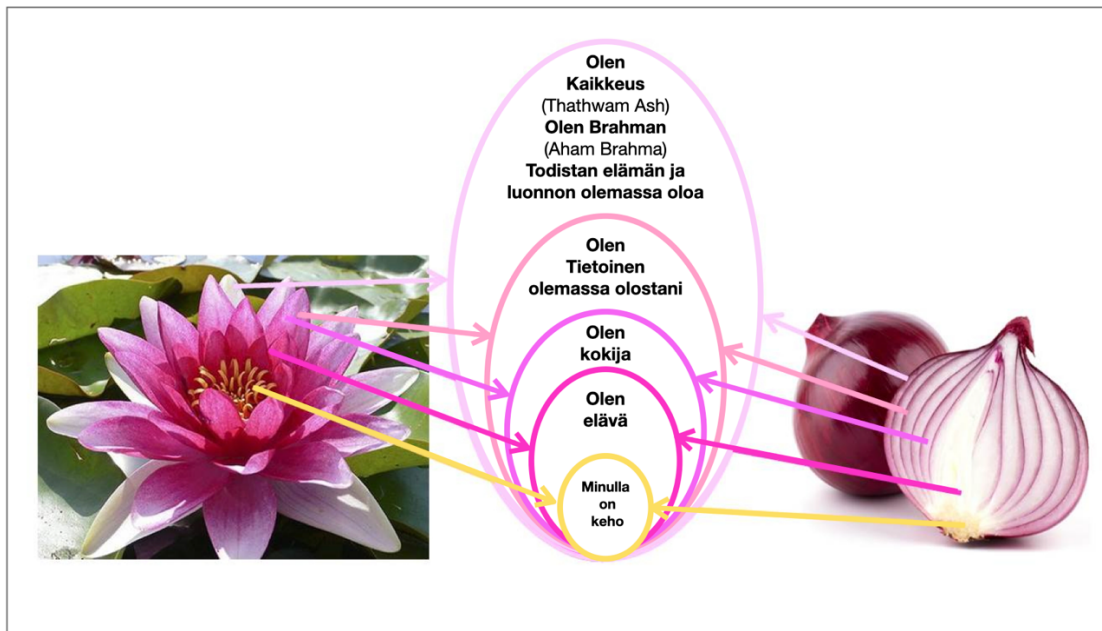 Olen
Kaikkeus
(Thathwam Ash)
Olen Brahman
(Aham Brahma)
Todistan elämän ja
luonnon olemassa oloa
Olen
Tietoinen
olemassa olostani
Olen
kokija
Olen
elävä
Minulla
on
keho